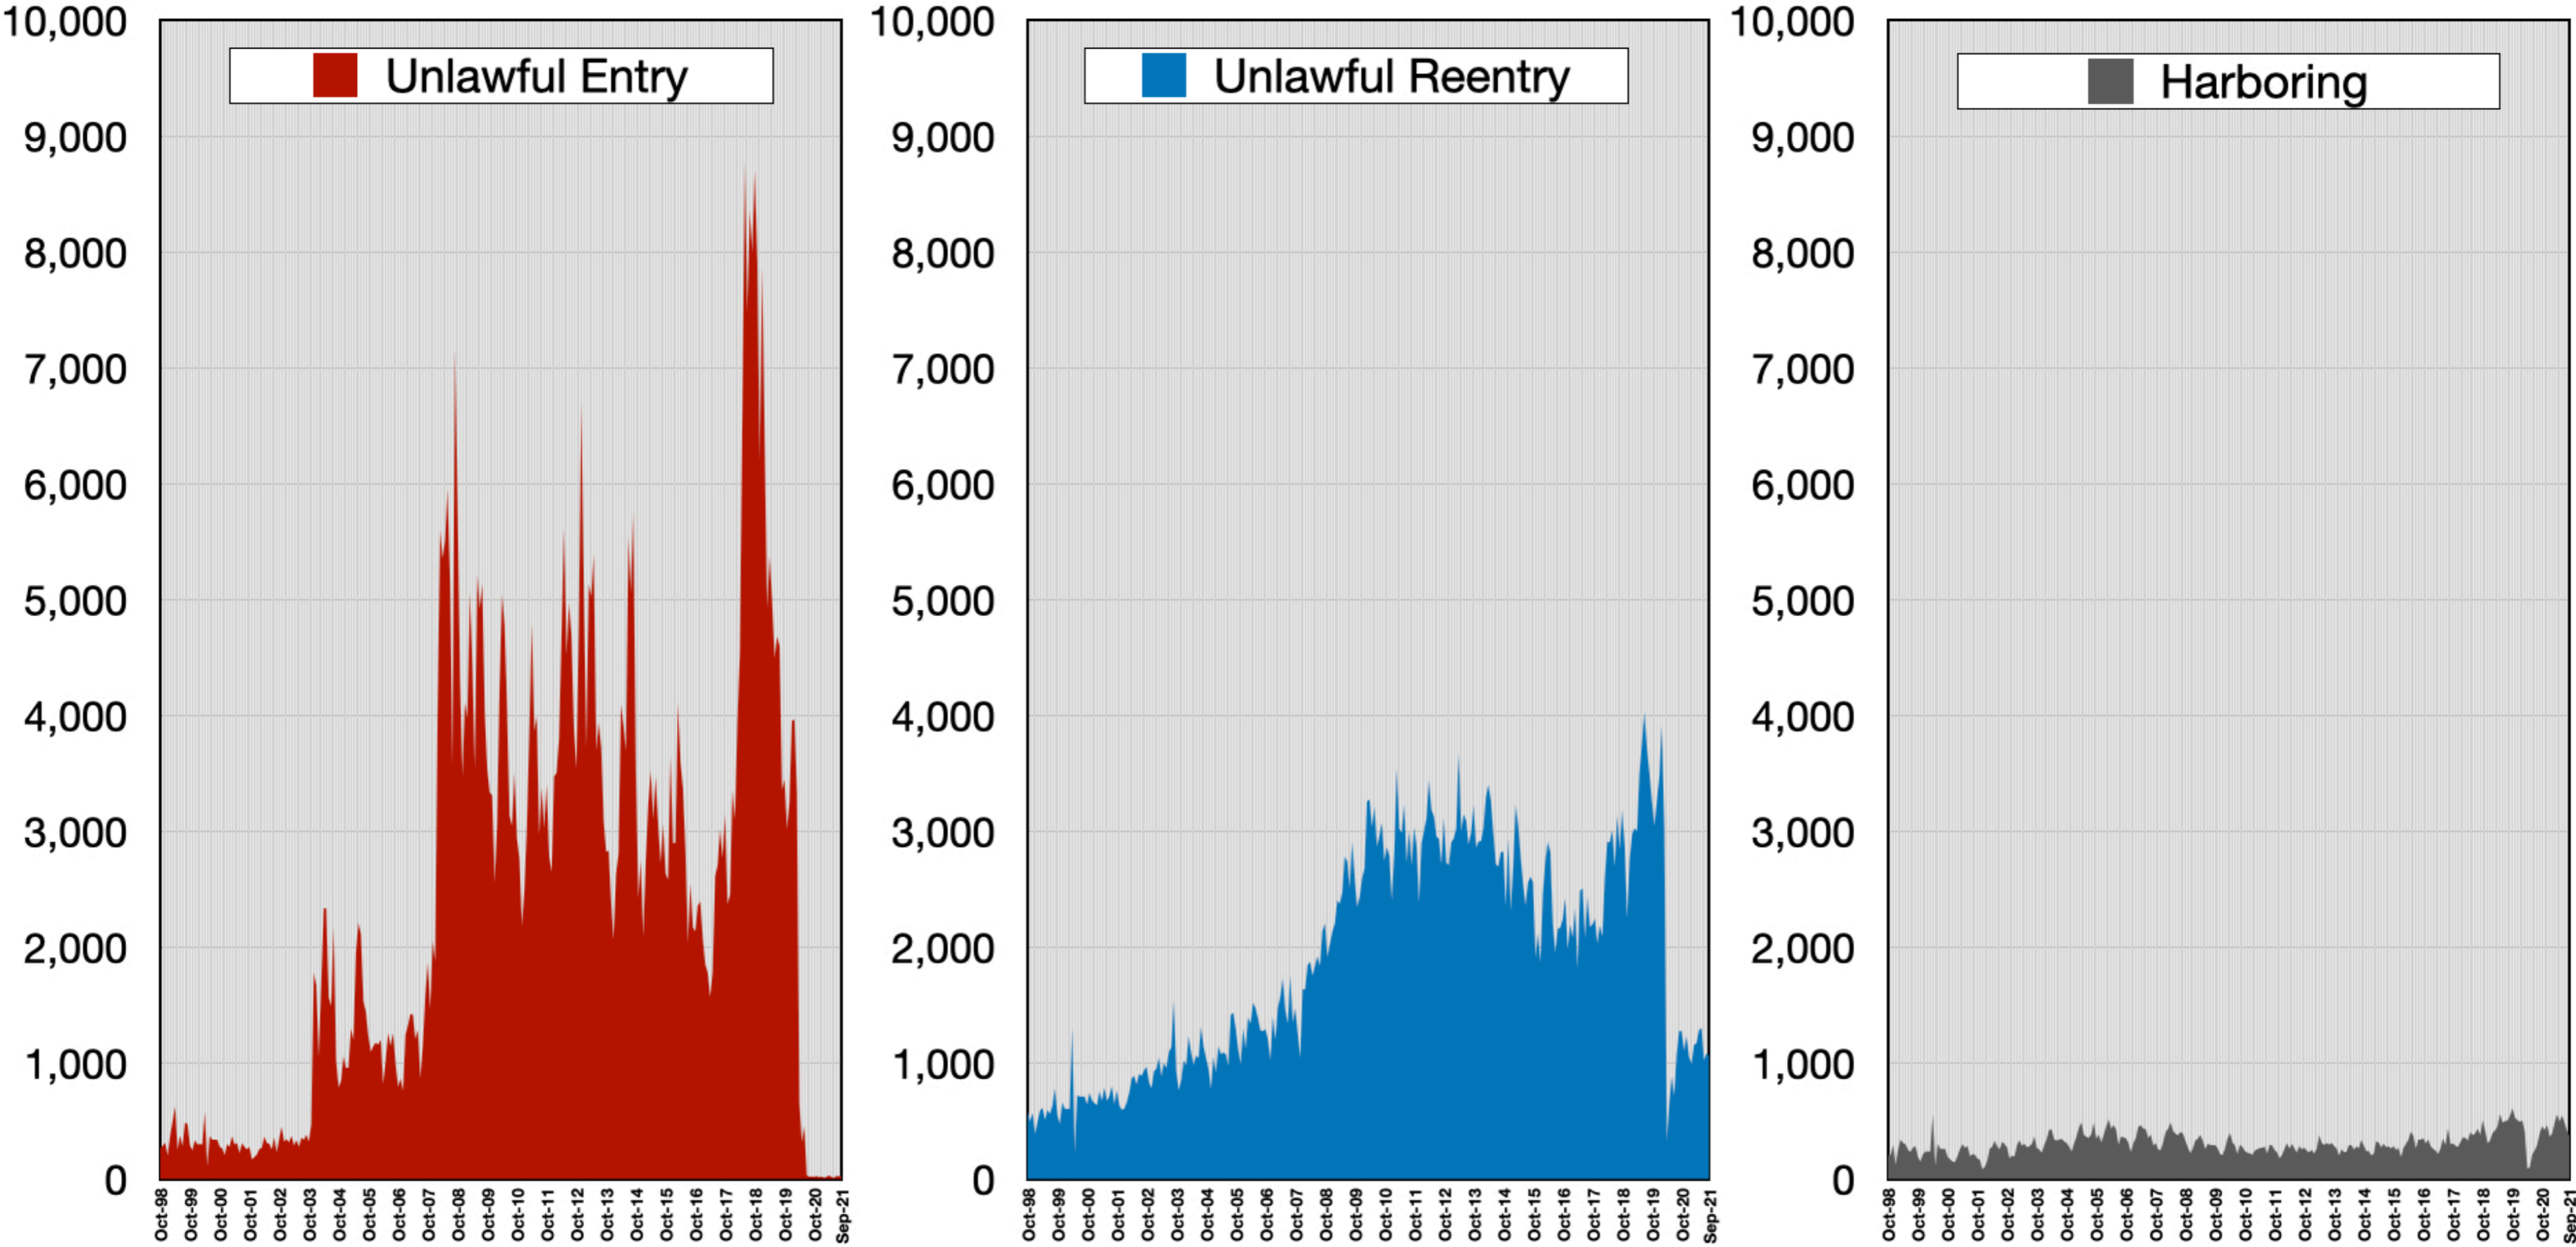 Unlawful Entry
10,000
9,000
8,000
7,000
6,000
5,000
4,000
3,000
2,000
1,000
0
Oct-98
Oct-99
Oct-00
Oct-01
Oct-02
Oct-03
Oct-04
Oct-05
Oct-06
Oct-07
Oct-08
Oct-09
Oct-10
Oct-11
Oct-12
Oct-13
Oct-14
Oct-15
Oct-16
Oct-17
Oct-18
Oct-19
Oct-20
Sep-21
Unlawful Reentry
10,000
9,000
8,000
7,000
6,000
5,000
4,000
3,000
2,000
1,000
0
Oct-98
Oct-99
Oct-00
Oct-01
Oct-02
Oct-03
Oct-04
Oct-05
Oct-06
Oct-07
Oct-08
Oct-09
Oct-10
Oct-11
Oct-12
Oct-13
Oct-14
Oct-15
Oct-16
Oct-17
Oct-18
Oct-19
Oct-20
Sep-21
Harboring
10,000
9,000
8,000
7,000
6,000
5,000
4,000
3,000
2,000
1,000
0
Oct-98
Oct-99
Oct-00
Oct-01
Oct-02
Oct-03
Oct-04
Oct-05
Oct-06
Oct-07
Oct-08
Oct-09
Oct-10
Oct-11
Oct-12
Oct-13
Oct-14
Oct-15
Oct-16
Oct-17
Oct-18
Oct-19
Oct-20
Sep-21